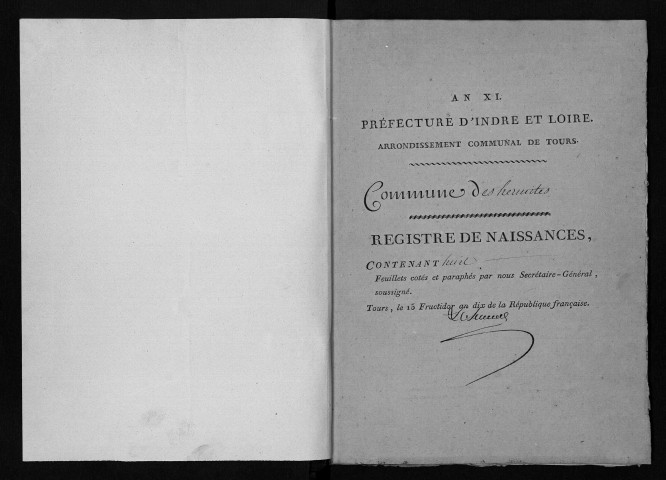 AN XI.
PRÉFECTURE D'INDRE ET LOIRE.
ARRONDISSEMENT COMMUNAL DE TOURS.
Commune des hermites
REGISTRE DE NAISSANCES,
CONTENANT huit
Feuillets cotés et paraphés par nous Secrétaire-Général,
soussigné.
Tours, le 15 Fructidor an dix de la République française.